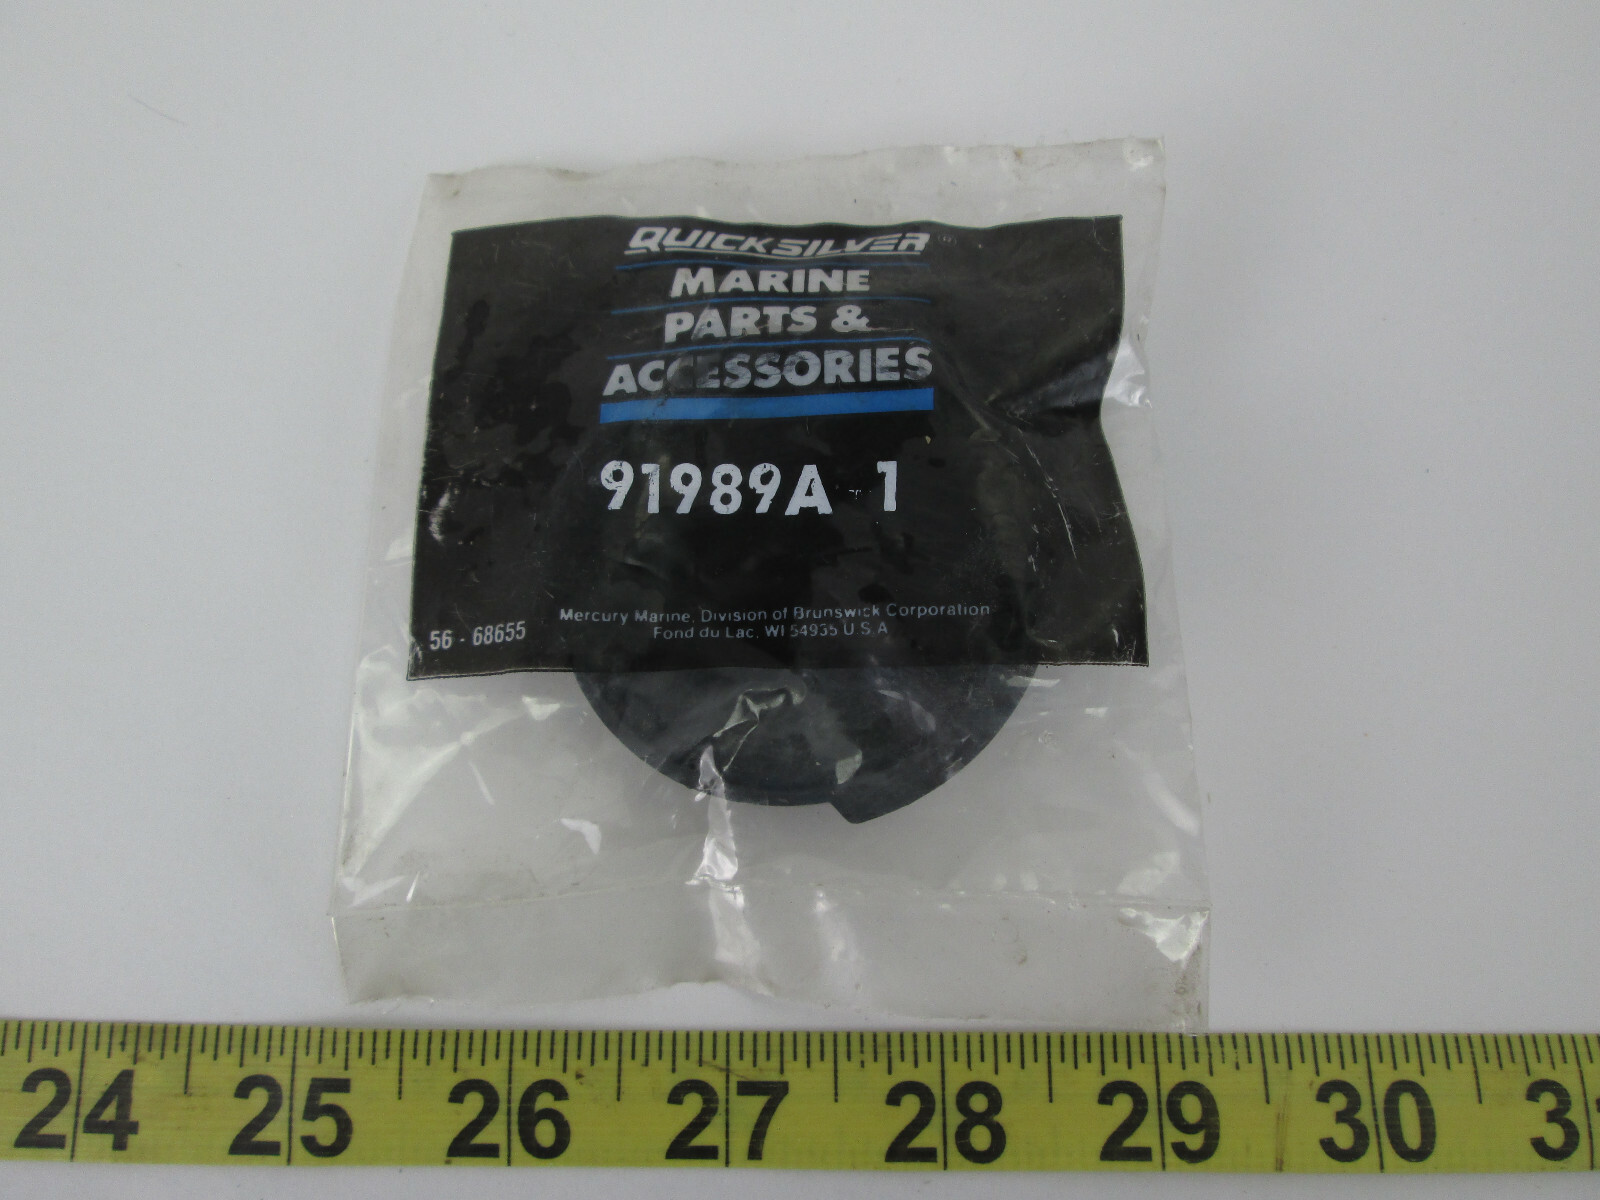 QUICKSILVER
MARINE
PARTS &
ACCESSORIES
91989A 1
Mercury Marine, Division of Brunswick Corporation
Fond du Lac, WI 54935 U.S.A
56 - 68655
24 25 26 27 28 29 30 3